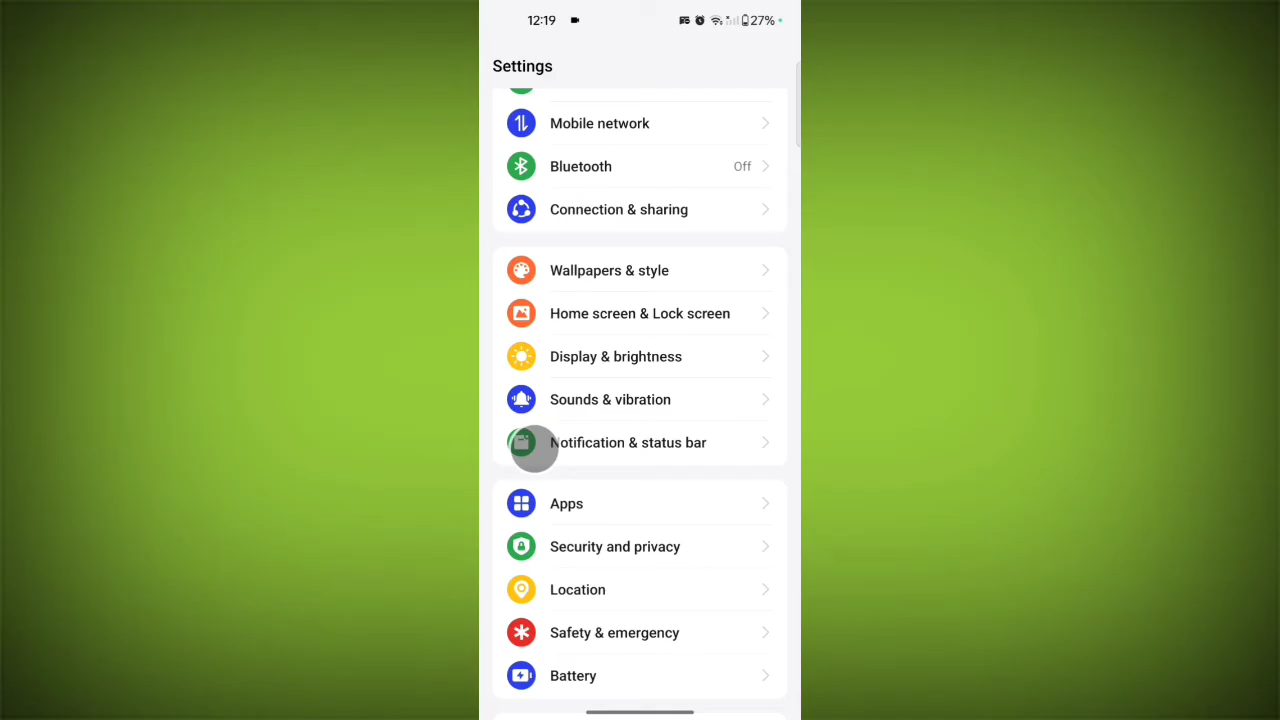 12:19 27%
Settings
Mobile network
Bluetooth Off
Connection & sharing
Wallpapers & style
Home screen & Lock screen
Display & brightness
Sounds & vibration
Notification & status bar
Apps
Security and privacy
Location
Safety & emergency
Battery